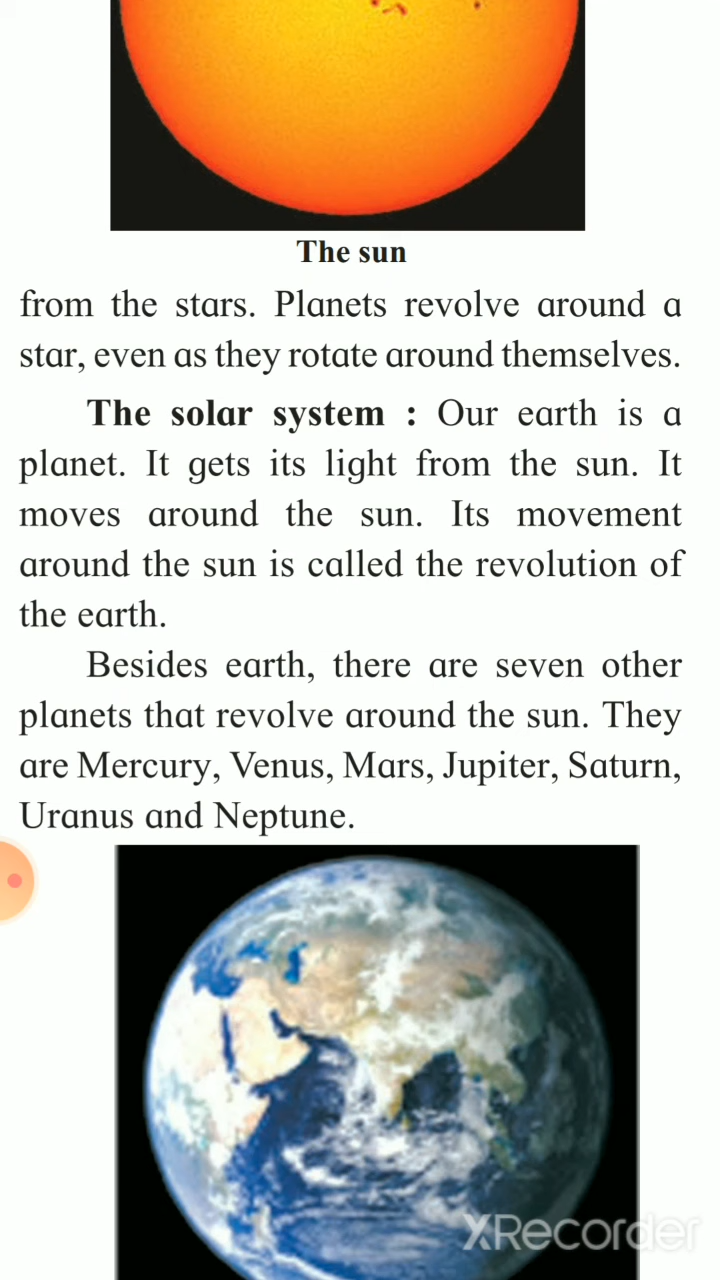 The sun
from the stars. Planets revolve around a
star, even as they rotate around themselves.
The solar system : Our earth is a
planet. It gets its light from the sun. It
moves around the sun. Its movement
around the sun is called the revolution of
the earth.
Besides earth, there are seven other
planets that revolve around the sun. They
are Mercury, Venus, Mars, Jupiter, Saturn,
Uranus and Neptune.
XRecorder